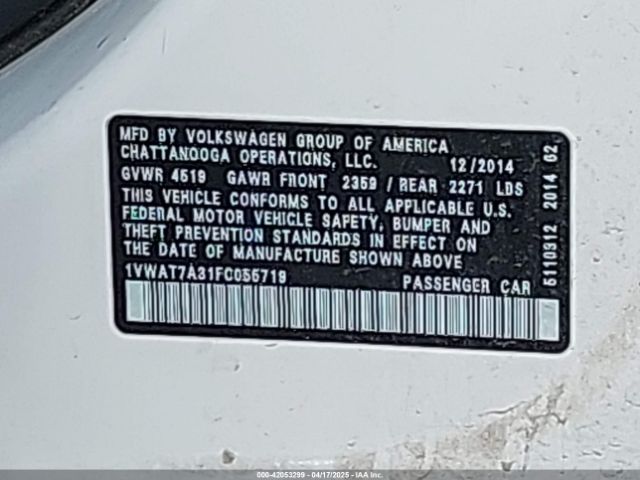 MFD BY VOLKSWAGEN GROUP OF AMERICA
CHATTANOOGA OPERATIONS, LLC. 12/2014
GVWR 4519 GAWR FRONT 2359 / REAR 2271 LBS
THIS VEHICLE CONFORMS TO ALL APPLICABLE U.S.
FEDERAL MOTOR VEHICLE SAFETY, BUMPER AND
THEFT PREVENTION STANDARDS IN EFFECT ON
THE DATE OF MANUFACTURE SHOWN ABOVE
1VWAT7A31FC055719 PASSENGER CAR
5110312 2014 62
000-42053299 - 04/17/2025 - IAA Inc.